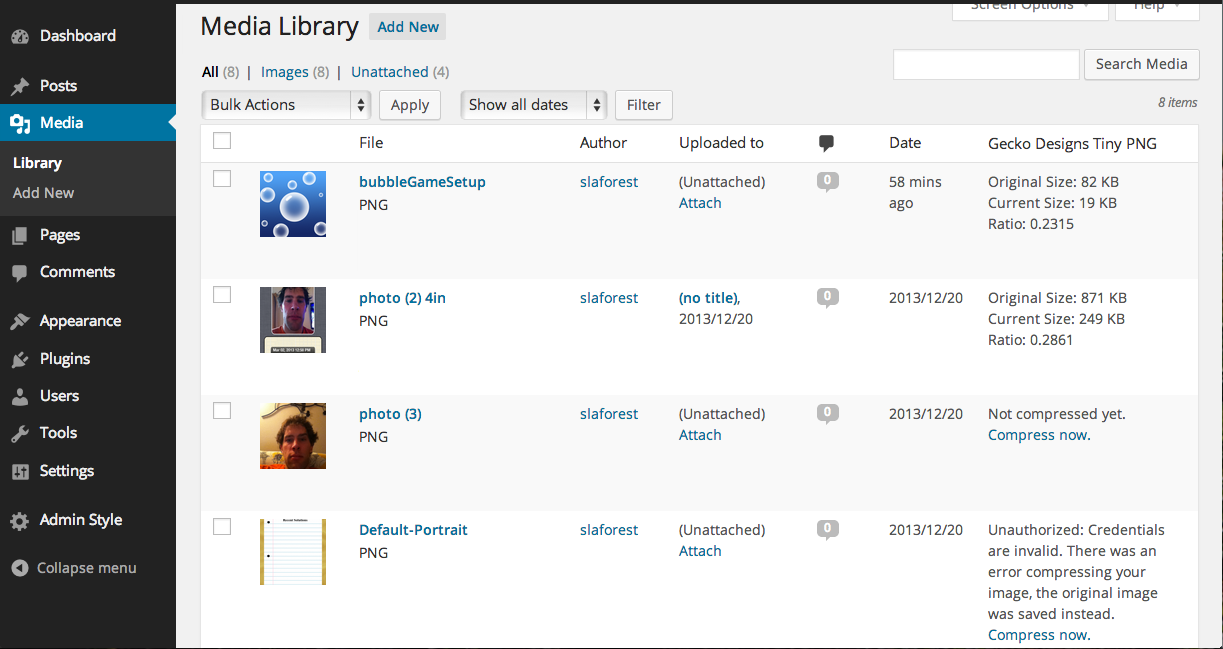 Screen Options
Help
Dashboard
Posts
Media
Library
Add New
Pages
Comments
Appearance
Plugins
Users
Tools
Settings
Admin Style
Collapse menu
Media Library Add New
All (8) | Images (8) | Unattached (4)
Search Media
Bulk Actions Apply Show all dates Filter
8 items
File Author Uploaded to Date Gecko Designs Tiny PNG
bubbleGameSetup slaforest (Unattached) 0 58 mins Original Size: 82 KB
PNG Attach ago Current Size: 19 KB
Ratio: 0.2315
photo (2) 4in slaforest (no title), 0 2013/12/20 Original Size: 871 KB
PNG 2013/12/20 Current Size: 249 KB
Ratio: 0.2861
photo (3) slaforest (Unattached) 0 2013/12/20 Not compressed yet.
PNG Attach Compress now.
Default-Portrait slaforest (Unattached) 0 2013/12/20 Unauthorized: Credentials
PNG Attach are invalid. There was an
error compressing your
image, the original image
was saved instead.
Compress now.